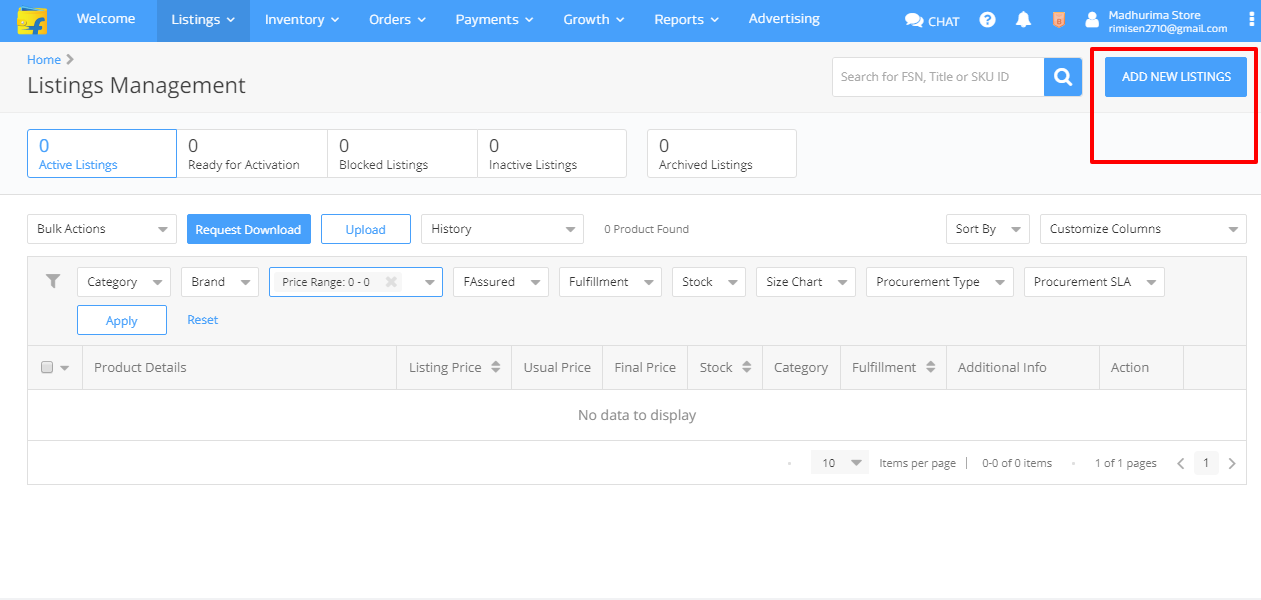 Welcome
Listings
Inventory
Orders
Payments
Growth
Reports
Advertising
CHAT
?
Madhurima Store
rimisen2710@gmail.com
Home
Listings Management
Search for FSN, Title or SKU ID
ADD NEW LISTINGS
0
Active Listings
0
Ready for Activation
0
Blocked Listings
0
Inactive Listings
0
Archived Listings
Bulk Actions
Request Download
Upload
History
0 Product Found
Sort By
Customize Columns
Category
Brand
Price Range: 0 - 0
FAssured
Fulfillment
Stock
Size Chart
Procurement Type
Procurement SLA
Apply
Reset
Product Details
Listing Price
Usual Price
Final Price
Stock
Category
Fulfillment
Additional Info
Action
No data to display
10
Items per page
0-0 of 0 items
1 of 1 pages
1